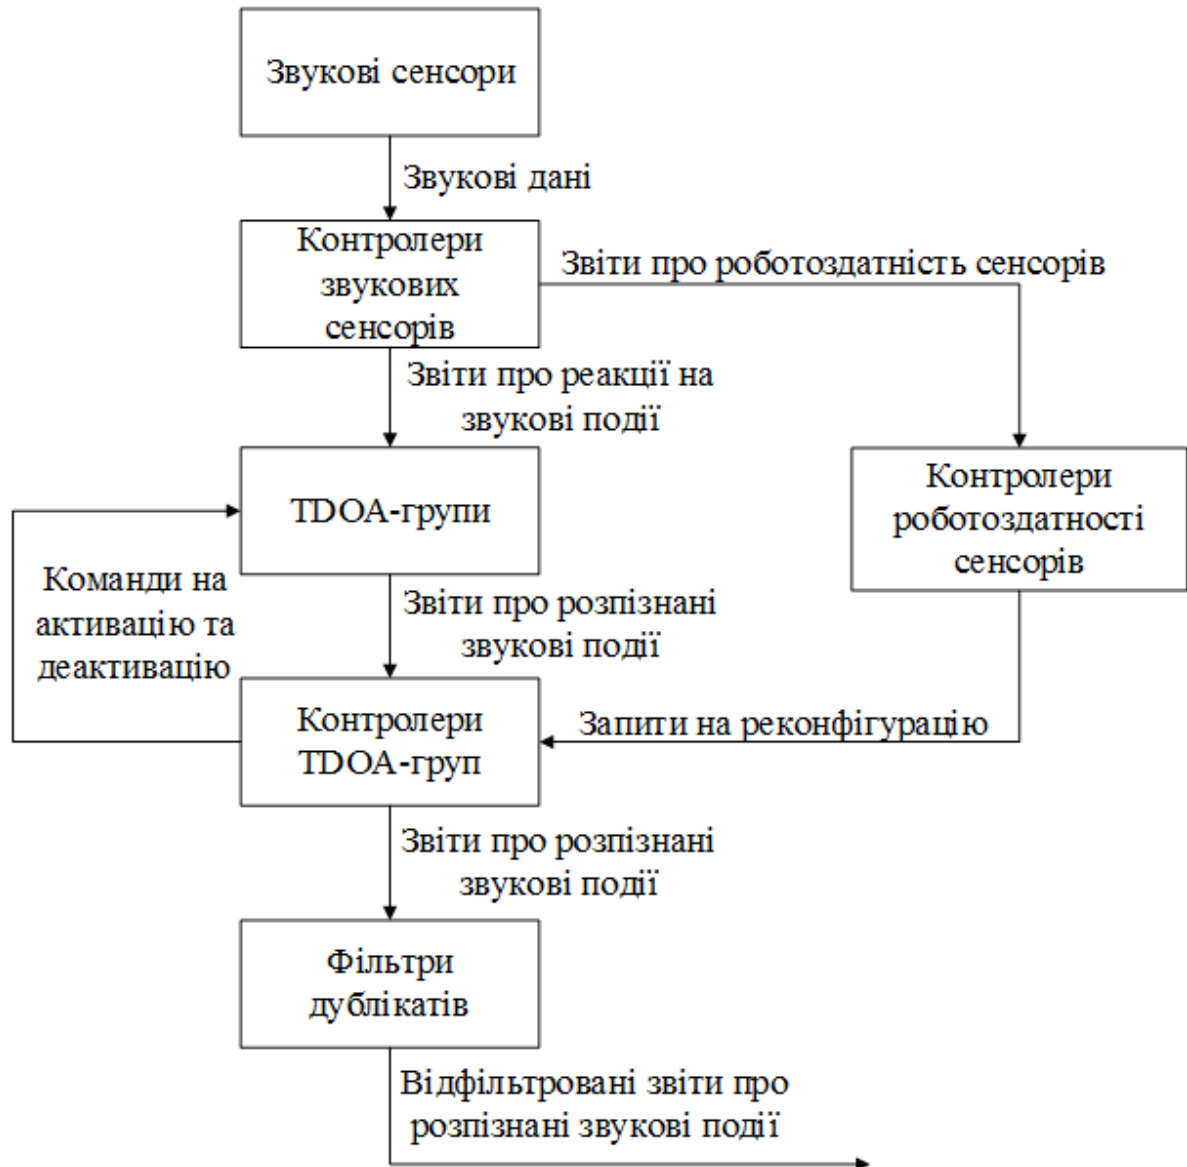 Звукові сенсори
Звукові дані
Контролери
звукових
сенсорів
Звіти про роботоздатність сенсорів
Звіти про реакції на
звукові події
TDOA-групи
Контролери
роботоздатності
сенсорів
Команди на
активацію та
деактивацію
Звіти про розпізнані
звукові події
Контролери
TDOA-груп
Запити на реконфігурацію
Звіти про розпізнані
звукові події
Фільтри
дублікатів
Відфільтровані звіти про
розпізнані звукові події